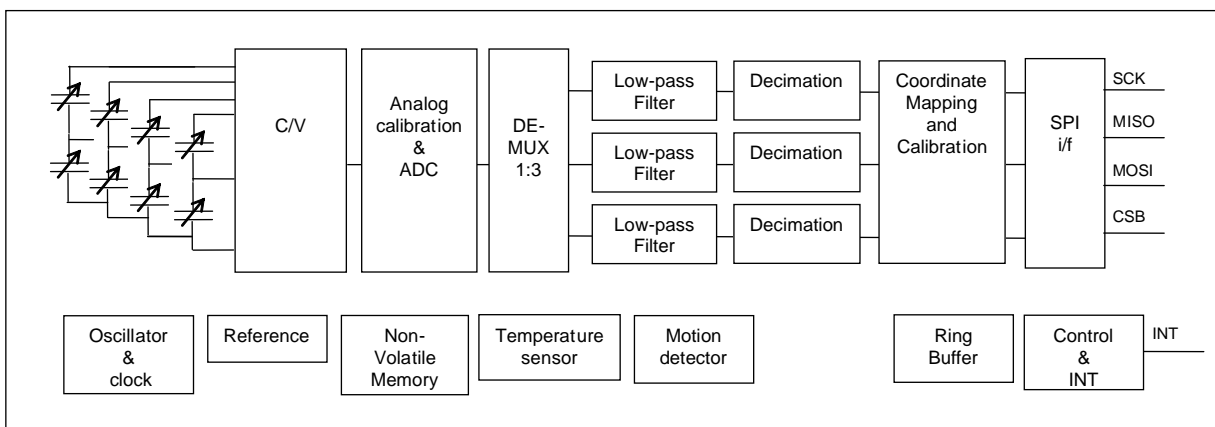 C/V
Analog
calibration
&
ADC
DE-
MUX
1:3
Low-pass
Filter
Decimation
Low-pass
Filter
Decimation
Low-pass
Filter
Decimation
Coordinate
Mapping
and
Calibration
SPI
i/f
SCK
MISO
MOSI
CSB
Oscillator
&
clock
Reference
Non-
Volatile
Memory
Temperature
sensor
Motion
detector
Ring
Buffer
Control
&
INT
INT